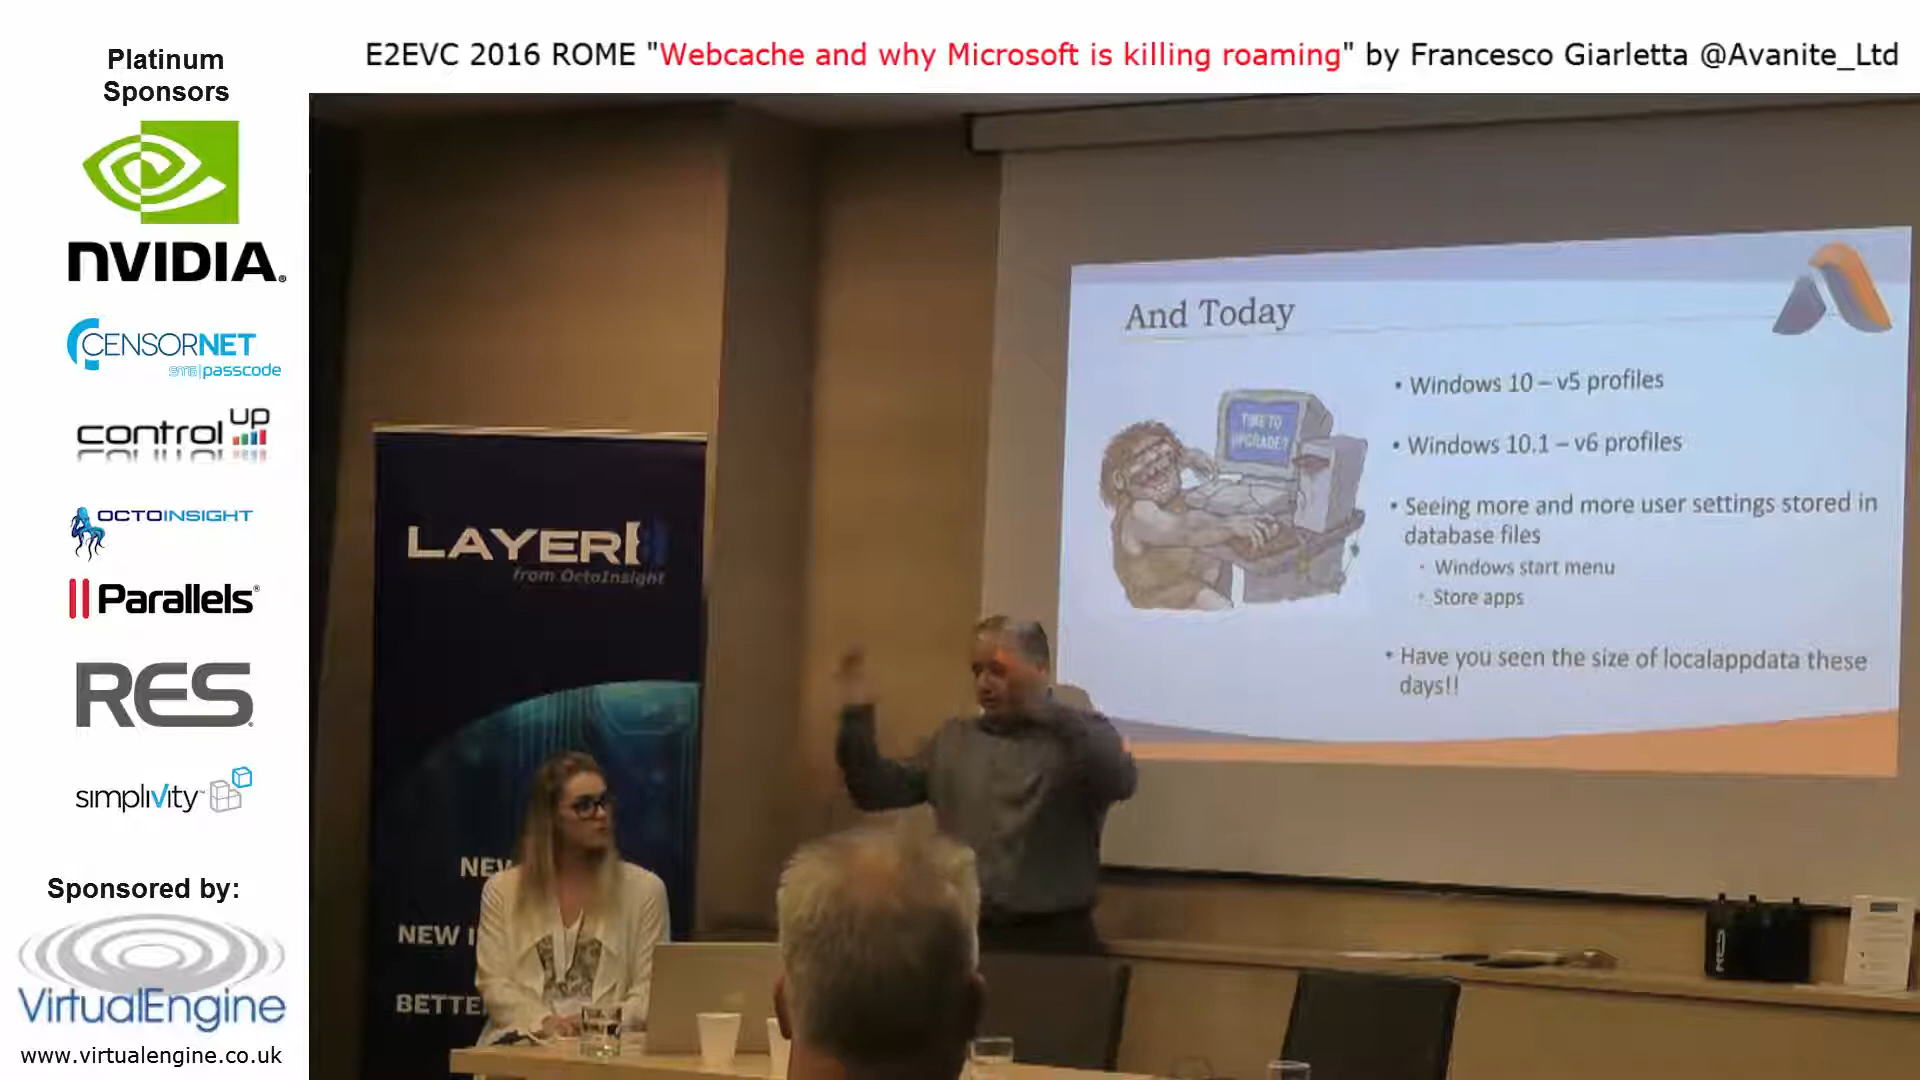 E2EVC 2016 ROME "Webcache and why Microsoft is killing roaming" by Francesco Giarletta @Avanite_Ltd
Platinum
Sponsors
NVIDIA®
CENSORNET
SMS|passcode
control UP
OCTOINSIGHT
Parallels®
RES
simplivity™
Sponsored by:
VirtualEngine
www.virtualengine.co.uk
LAYER8
from OctoInsight
NEW
NEW
BETTE
And Today
TIME TO
UPGRADE?
• Windows 10 – v5 profiles
• Windows 10.1 – v6 profiles
• Seeing more and more user settings stored in
database files
• Windows start menu
• Store apps
• Have you seen the size of localappdata these
days!!
RES